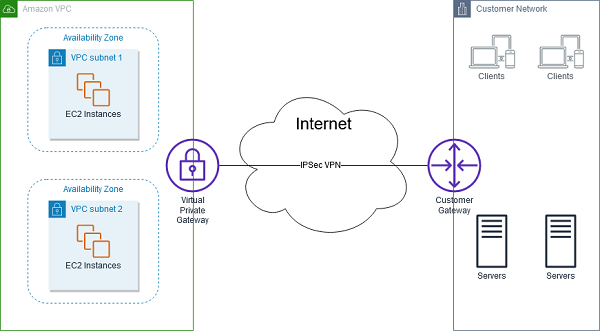 Amazon VPC
Customer Network
Availability Zone
VPC subnet 1
EC2 Instances
Availability Zone
VPC subnet 2
EC2 Instances
Virtual
Private
Gateway
Internet
IPSec VPN
Customer
Gateway
Clients
Clients
Servers
Servers